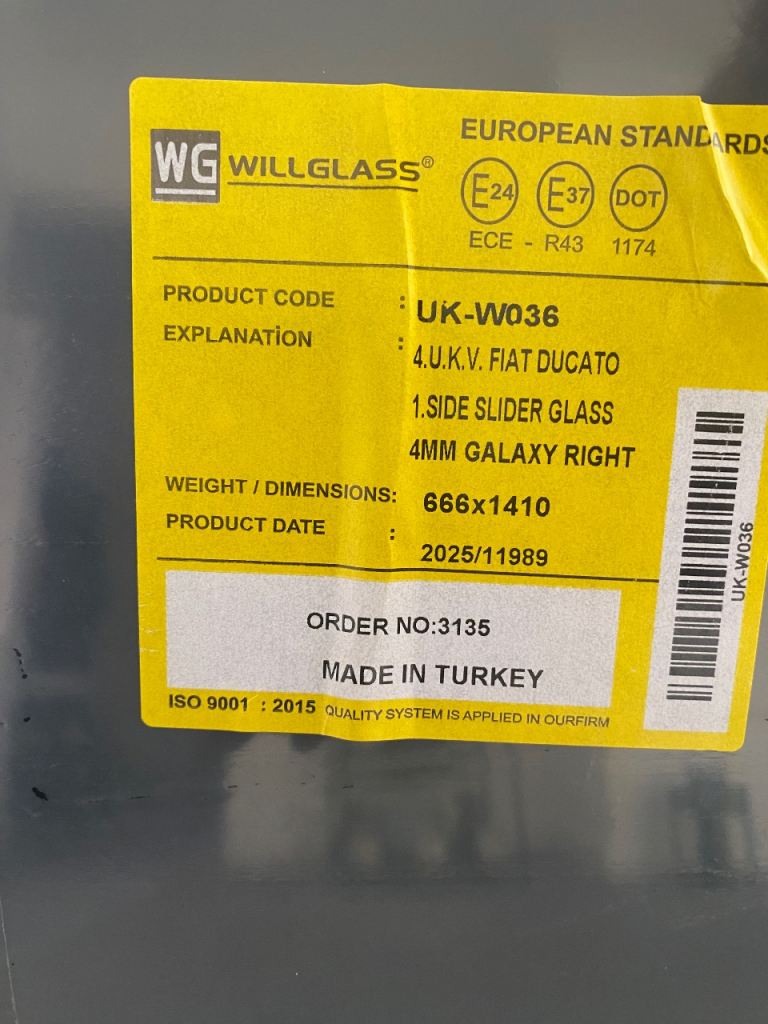 WG WILLGLASS®
EUROPEAN STANDARDS
E24 E37 DOT
ECE - R43 1174
PRODUCT CODE : UK-W036
EXPLANATİON : 4.U.K.V. FIAT DUCATO
1.SIDE SLIDER GLASS
4MM GALAXY RIGHT
WEIGHT / DIMENSIONS: 666x1410
PRODUCT DATE : 2025/11989
UK-W036
ORDER NO:3135
MADE IN TURKEY
ISO 9001 : 2015 QUALITY SYSTEM IS APPLIED IN OURFIRM